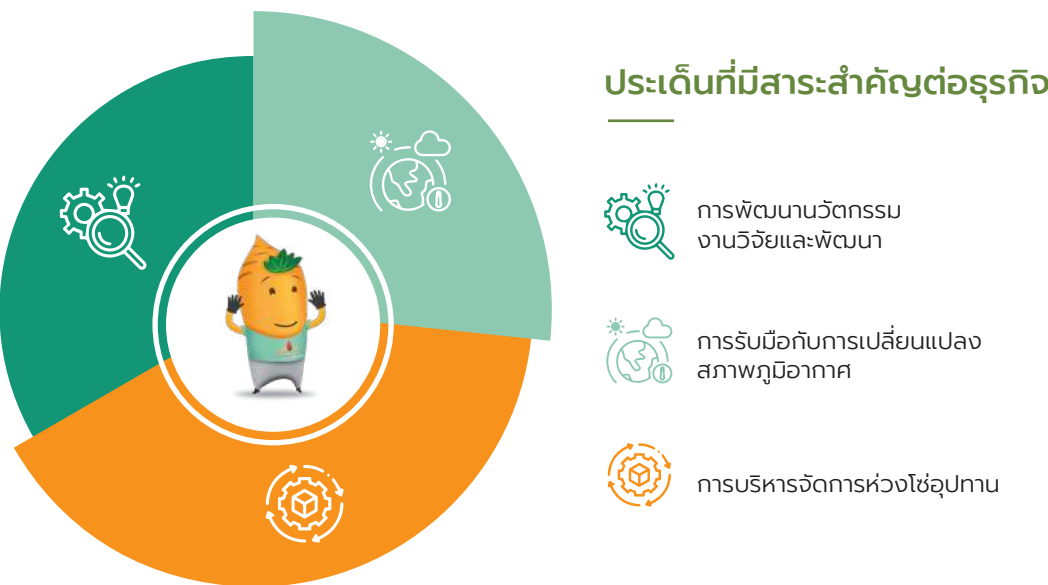 ประเด็นที่มีสาระสำคัญต่อธุรกิจ
การพัฒนานวัตกรรม
งานวิจัยและพัฒนา
การรับมือกับการเปลี่ยนแปลง
สภาพภูมิอากาศ
การบริหารจัดการห่วงโซ่อุปทาน